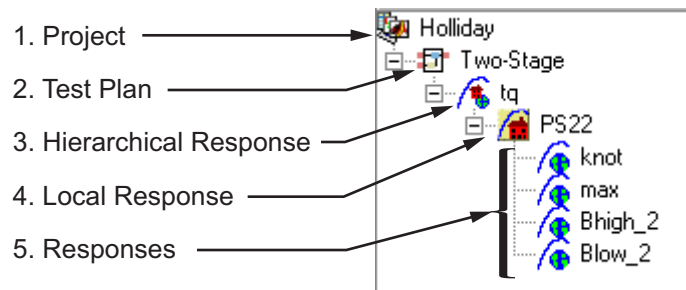 1. Project
2. Test Plan
3. Hierarchical Response
4. Local Response
5. Responses
Holliday
Two-Stage
tq
PS22
knot
max
Bhigh_2
Blow_2